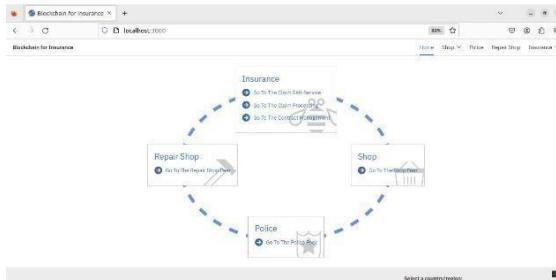 Blockchain for Insurance
localhost:3000
80%
Blockchain for Insurance
Home Shop Police Repair Shop Insurance
Insurance
Go To The Claim Self-Service
Go To The Claim Processing
Go To The Contract Management
Repair Shop
Go To The Repair Shop Peer
Shop
Go To The Shop Peer
Police
Go To The Police Peer
Select a country/region: